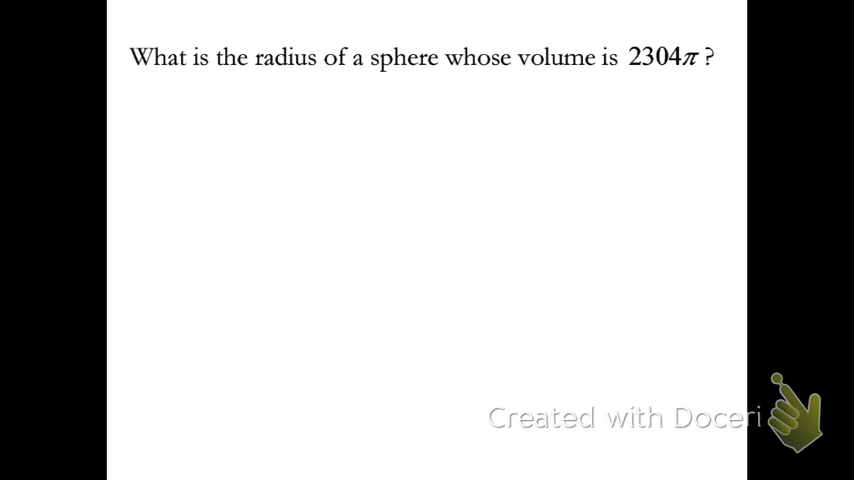 What is the radius of a sphere whose volume is 2304π ?
Created with Doceri